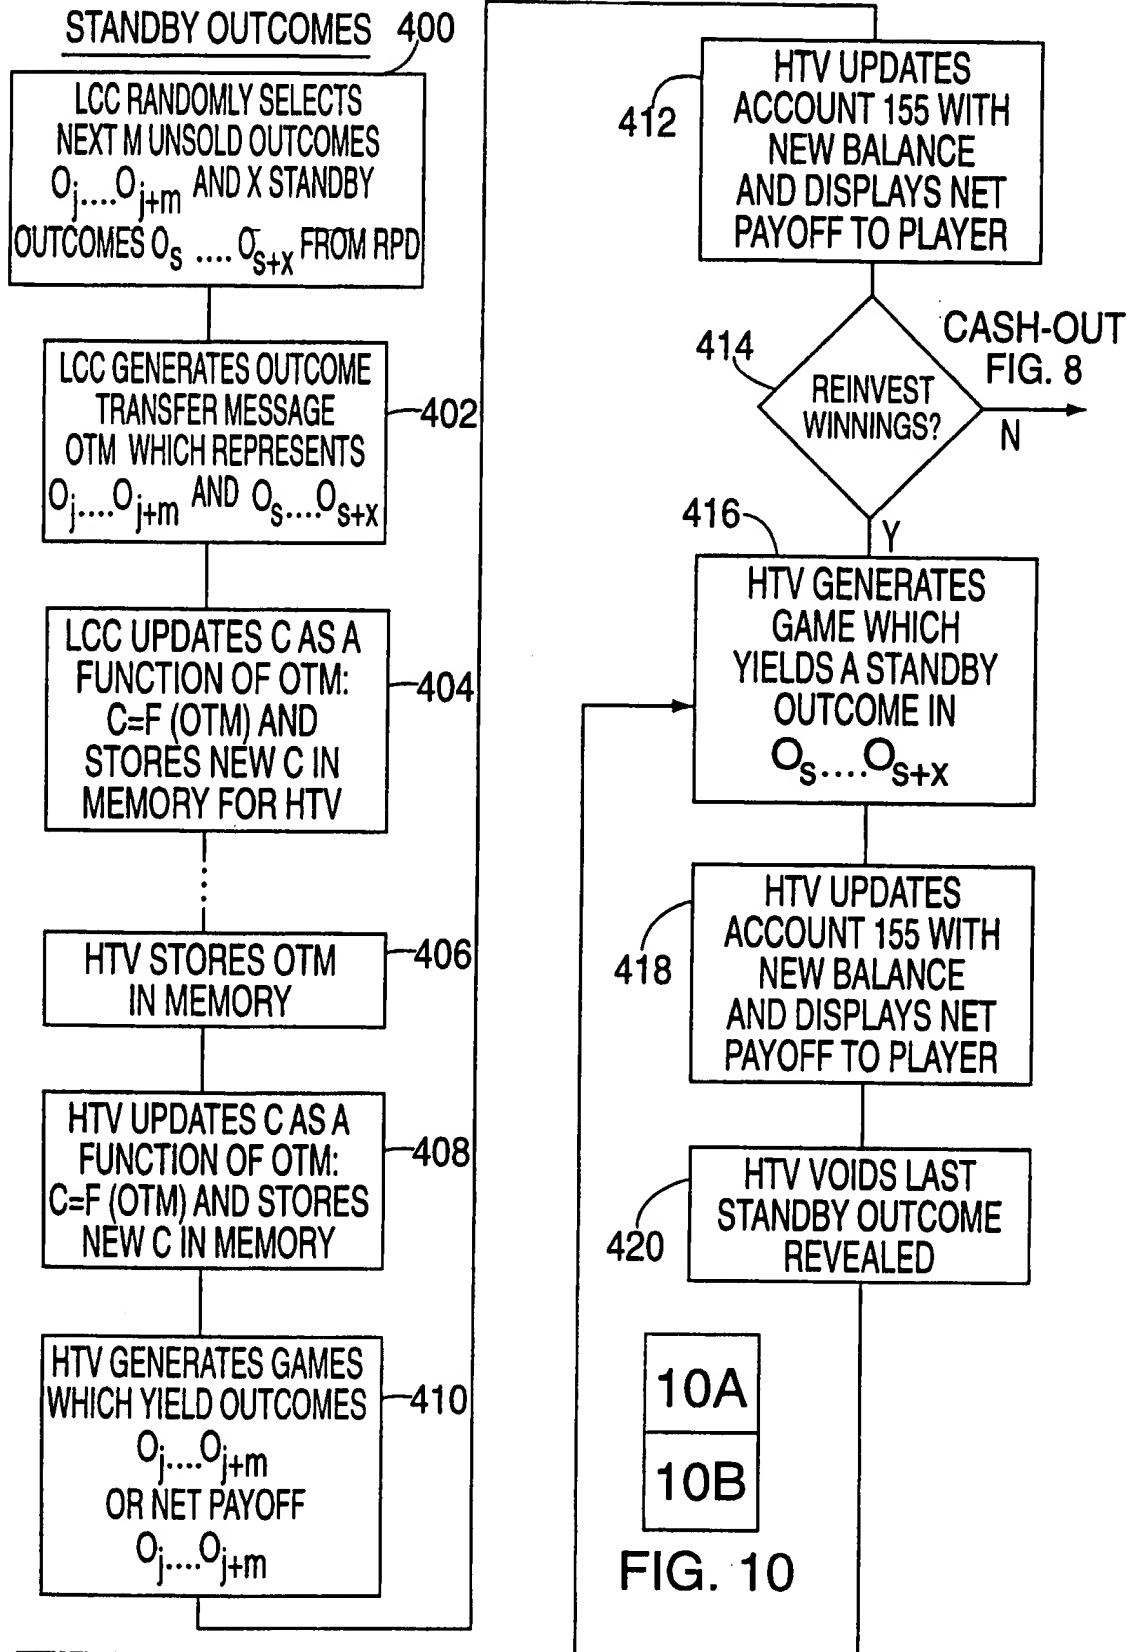 STANDBY OUTCOMES
400
LCC RANDOMLY SELECTS
NEXT M UNSOLD OUTCOMES
Oj....Oj+m AND X STANDBY
OUTCOMES Os ....Os+x FROM RPD
LCC GENERATES OUTCOME
TRANSFER MESSAGE
OTM WHICH REPRESENTS
Oj....Oj+m AND Os....Os+x
402
LCC UPDATES C AS A
FUNCTION OF OTM:
C=F (OTM) AND
STORES NEW C IN
MEMORY FOR HTV
404
HTV STORES OTM
IN MEMORY
406
HTV UPDATES C AS A
FUNCTION OF OTM:
C=F (OTM) AND STORES
NEW C IN MEMORY
408
HTV GENERATES GAMES
WHICH YIELD OUTCOMES
Oj....Oj+m
OR NET PAYOFF
Oj....Oj+m
410
412
HTV UPDATES
ACCOUNT 155 WITH
NEW BALANCE
AND DISPLAYS NET
PAYOFF TO PLAYER
414
REINVEST
WINNINGS?
CASH-OUT
FIG. 8
N
Y
416
HTV GENERATES
GAME WHICH
YIELDS A STANDBY
OUTCOME IN
Os....Os+x
418
HTV UPDATES
ACCOUNT 155 WITH
NEW BALANCE
AND DISPLAYS NET
PAYOFF TO PLAYER
420
HTV VOIDS LAST
STANDBY OUTCOME
REVEALED
10A
10B
FIG. 10